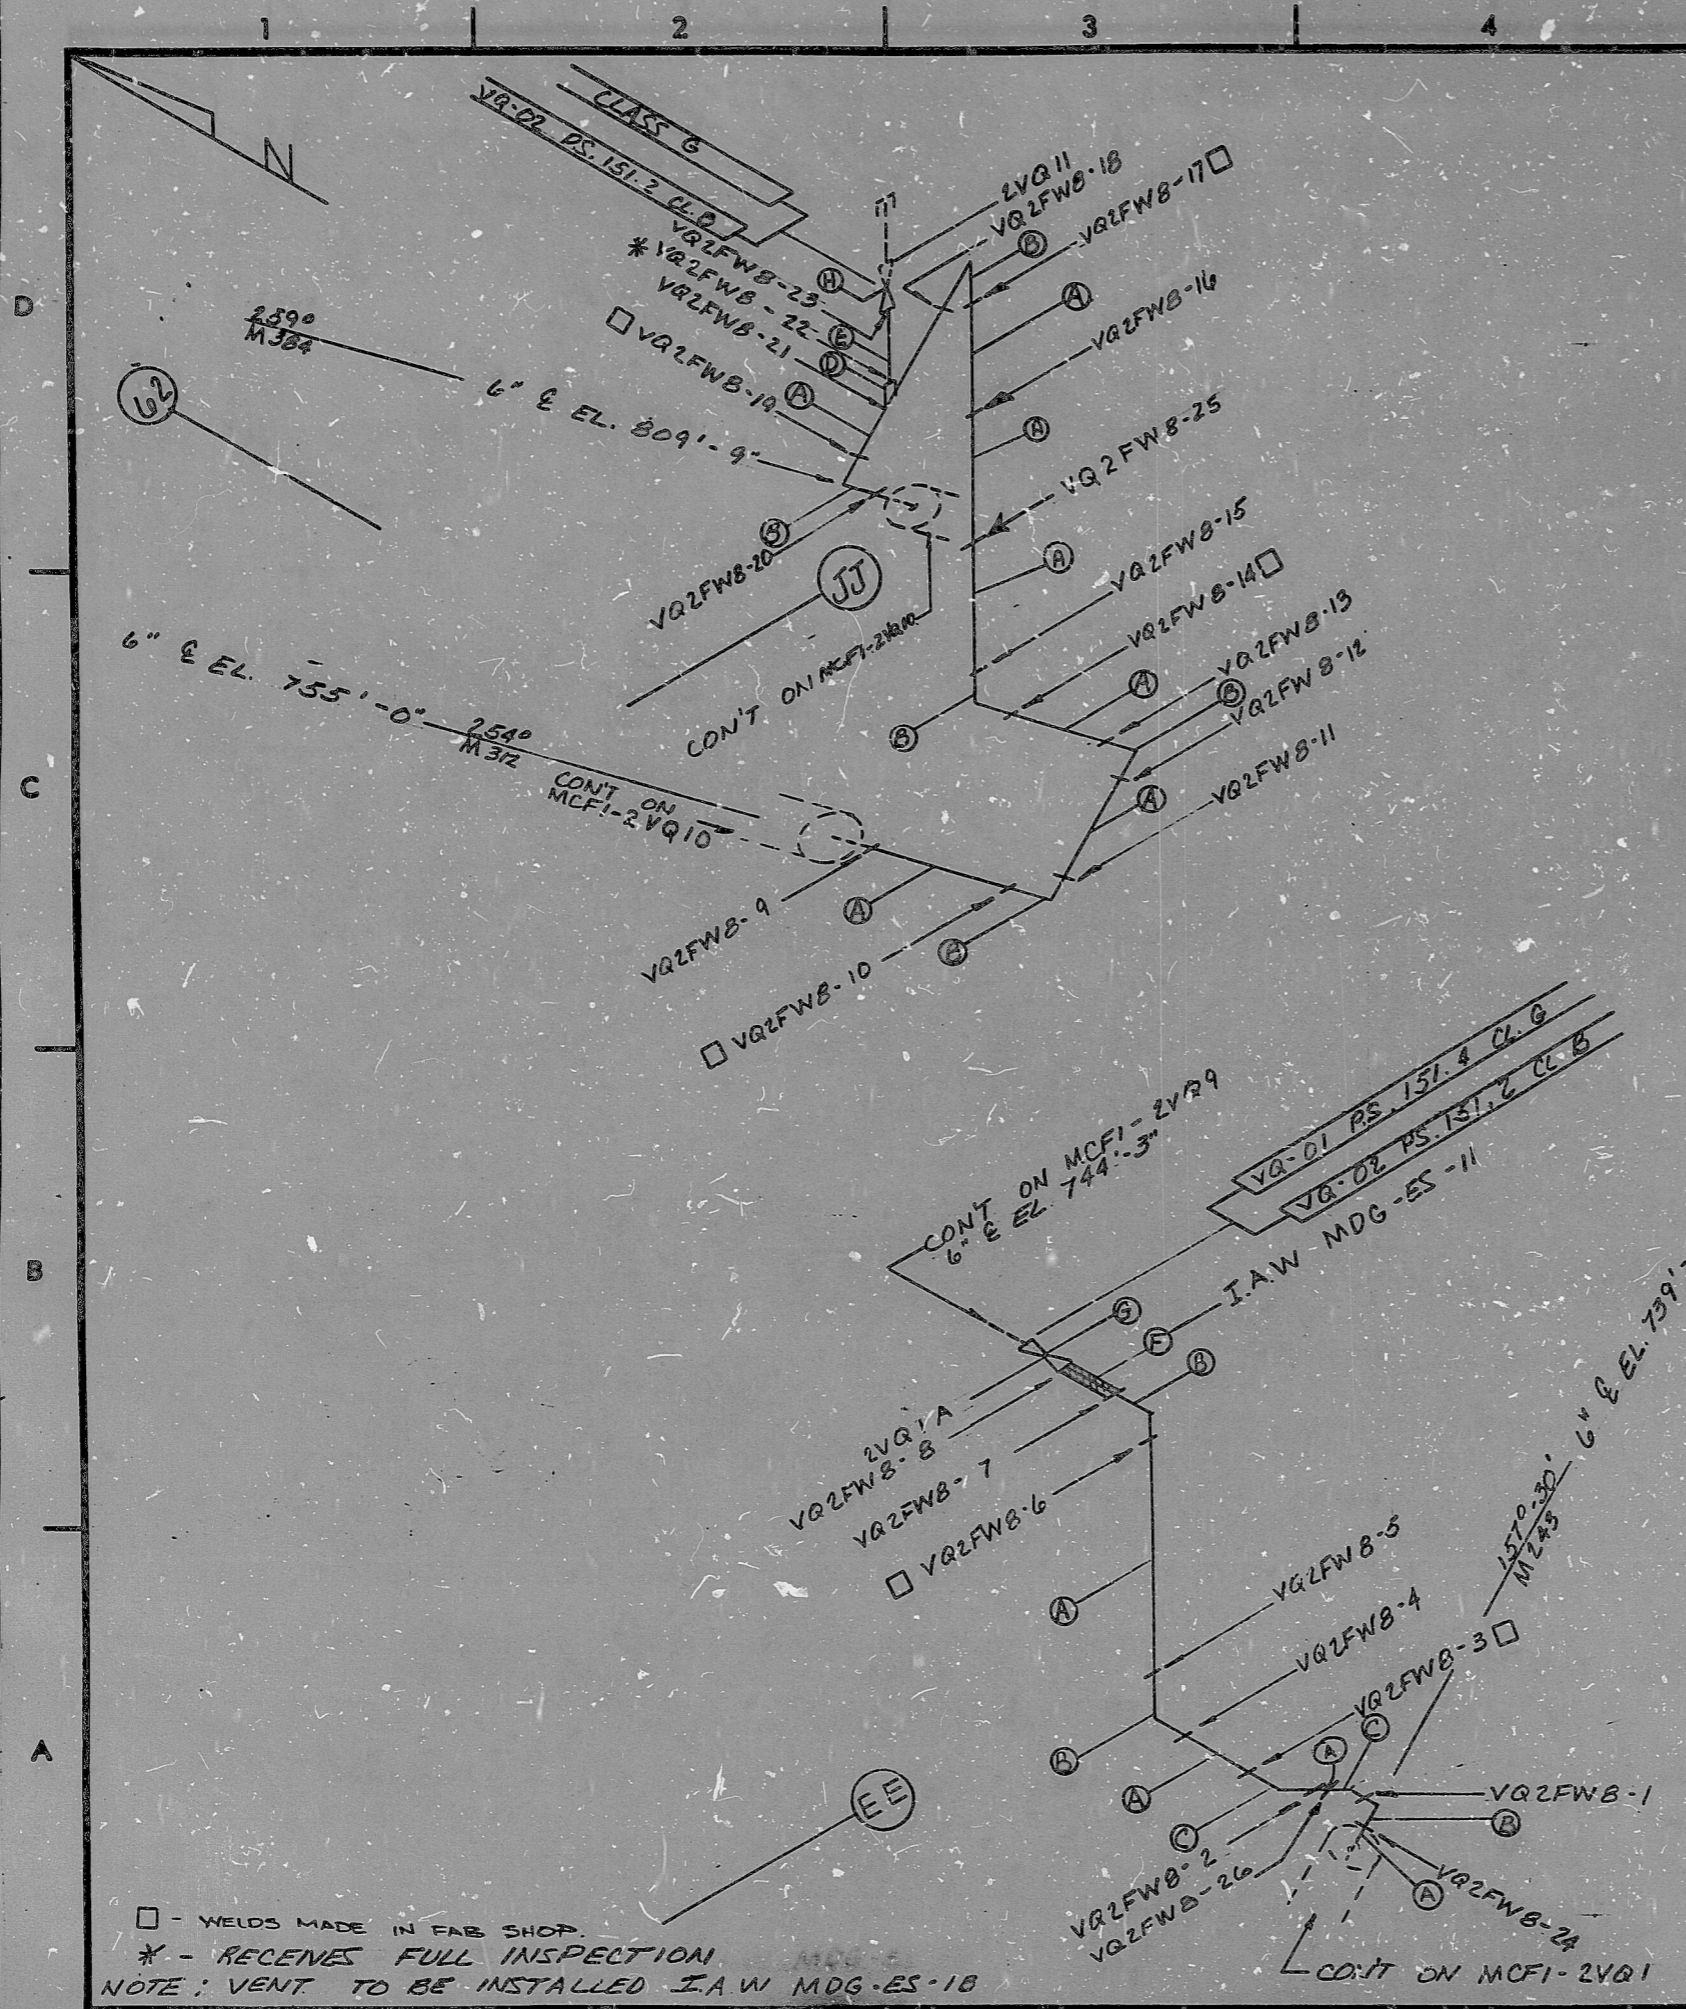 1 2 3 4
D
C
B
A
N
CLASS G
VQ-02 P.S. 151.2 CL.B
2VQ11
VQ2FW8-18
VQ2FW8-17
B
VQ2FW8-23
* VQ2FW8-22
VQ2FW8-21
VQ2FW8-19
H
E
D
A
A
VQ2FW8-16
A
VQ2FW8-25
259°
M384
62
6" ℄ EL. 809'-9"
B
VQ2FW8-20
JJ
CON'T ON MCF1-2VQ10
A
VQ2FW8-15
VQ2FW8-14
VQ2FW8-13
A
B
VQ2FW8-12
B
VQ2FW8-11
A
6" ℄ EL. 755'-0"
254°
M312
CON'T ON
MCF1-2VQ10
VQ2FW8-9
A
VQ2FW8-10
B
VQ-01 P.S. 151.4 CL. G
VQ-02 P.S. 151.2 CL B
I.A.W MDG-ES-11
CON'T ON MCF1-2VQ9
6" ℄ EL. 744'-3"
G
F
B
2VQ1A
VQ2FW8-8
VQ2FW8-7
VQ2FW8-6
A
6" ℄ EL. 739'-
157°-30'
M243
VQ2FW8-5
VQ2FW8-4
VQ2FW8-3
C
A
B
A
C
VQ2FW8-1
B
VQ2FW8-2
VQ2FW8-26
A
VQ2FW8-24
EE
CON'T ON MCF1-2VQ1
□ - WELDS MADE IN FAB SHOP.
* - RECEIVES FULL INSPECTION
NOTE: VENT TO BE INSTALLED I.A.W MDG-ES-18